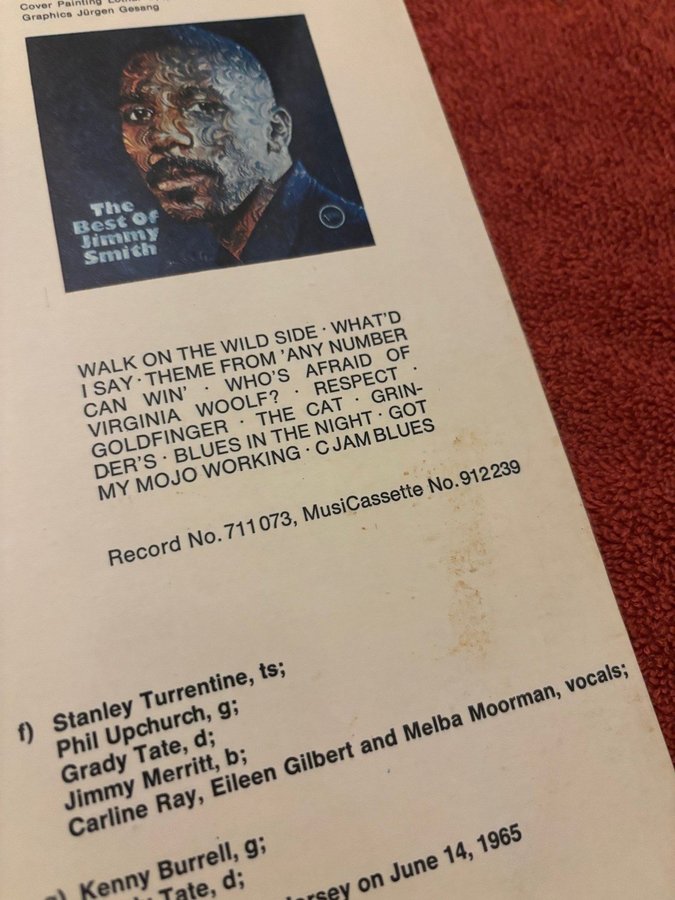 Cover Painting
Graphics Jürgen Gesang
The
Best Of
Jimmy
Smith
WALK ON THE WILD SIDE · WHAT'D
I SAY · THEME FROM 'ANY NUMBER
CAN WIN' · WHO'S AFRAID OF
VIRGINIA WOOLF? · RESPECT ·
GOLDFINGER · THE CAT · GRIN-
DER'S · BLUES IN THE NIGHT · GOT
MY MOJO WORKING · C JAM BLUES
Record No. 711073, MusiCassette No. 912239
f) Stanley Turrentine, ts;
Phil Upchurch, g;
Grady Tate, d;
Jimmy Merritt, b;
Carline Ray, Eileen Gilbert and Melba Moorman, vocals;
Kenny Burrell, g;
Tate, d;
on June 14, 1965